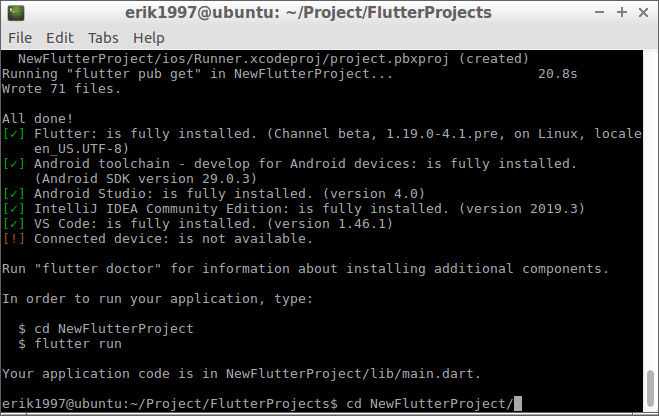 erik1997@ubuntu: ~/Project/FlutterProjects
File Edit Tabs Help
NewFlutterProject/ios/Runner.xcodeproj/project.pbxproj (created)
Running "flutter pub get" in NewFlutterProject... 20.8s
Wrote 71 files.
All done!
[✓] Flutter: is fully installed. (Channel beta, 1.19.0-4.1.pre, on Linux, locale
en_US.UTF-8)
[✓] Android toolchain - develop for Android devices: is fully installed.
(Android SDK version 29.0.3)
[✓] Android Studio: is fully installed. (version 4.0)
[✓] IntelliJ IDEA Community Edition: is fully installed. (version 2019.3)
[✓] VS Code: is fully installed. (version 1.46.1)
[!] Connected device: is not available.
Run "flutter doctor" for information about installing additional components.
In order to run your application, type:
$ cd NewFlutterProject
$ flutter run
Your application code is in NewFlutterProject/lib/main.dart.
erik1997@ubuntu:~/Project/FlutterProjects$ cd NewFlutterProject/